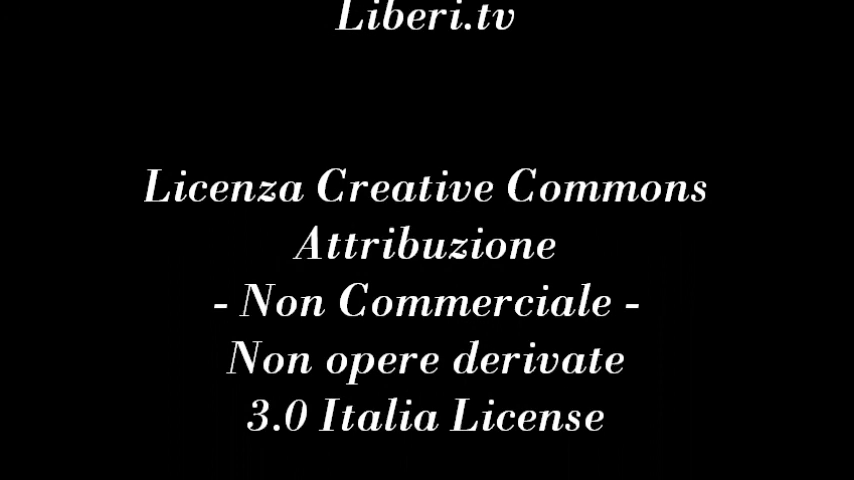 Liberi.tv
Licenza Creative Commons
Attribuzione
- Non Commerciale -
Non opere derivate
3.0 Italia License